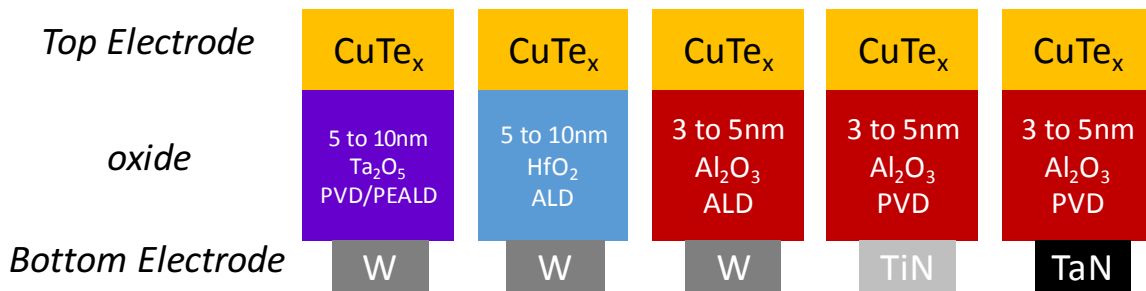 Top Electrode
CuTeₓ
CuTeₓ
CuTeₓ
CuTeₓ
CuTeₓ
oxide
5 to 10nm
Ta₂O₅
PVD/PEALD
5 to 10nm
HfO₂
ALD
3 to 5nm
Al₂O₃
ALD
3 to 5nm
Al₂O₃
PVD
3 to 5nm
Al₂O₃
PVD
Bottom Electrode
W
W
W
TiN
TaN